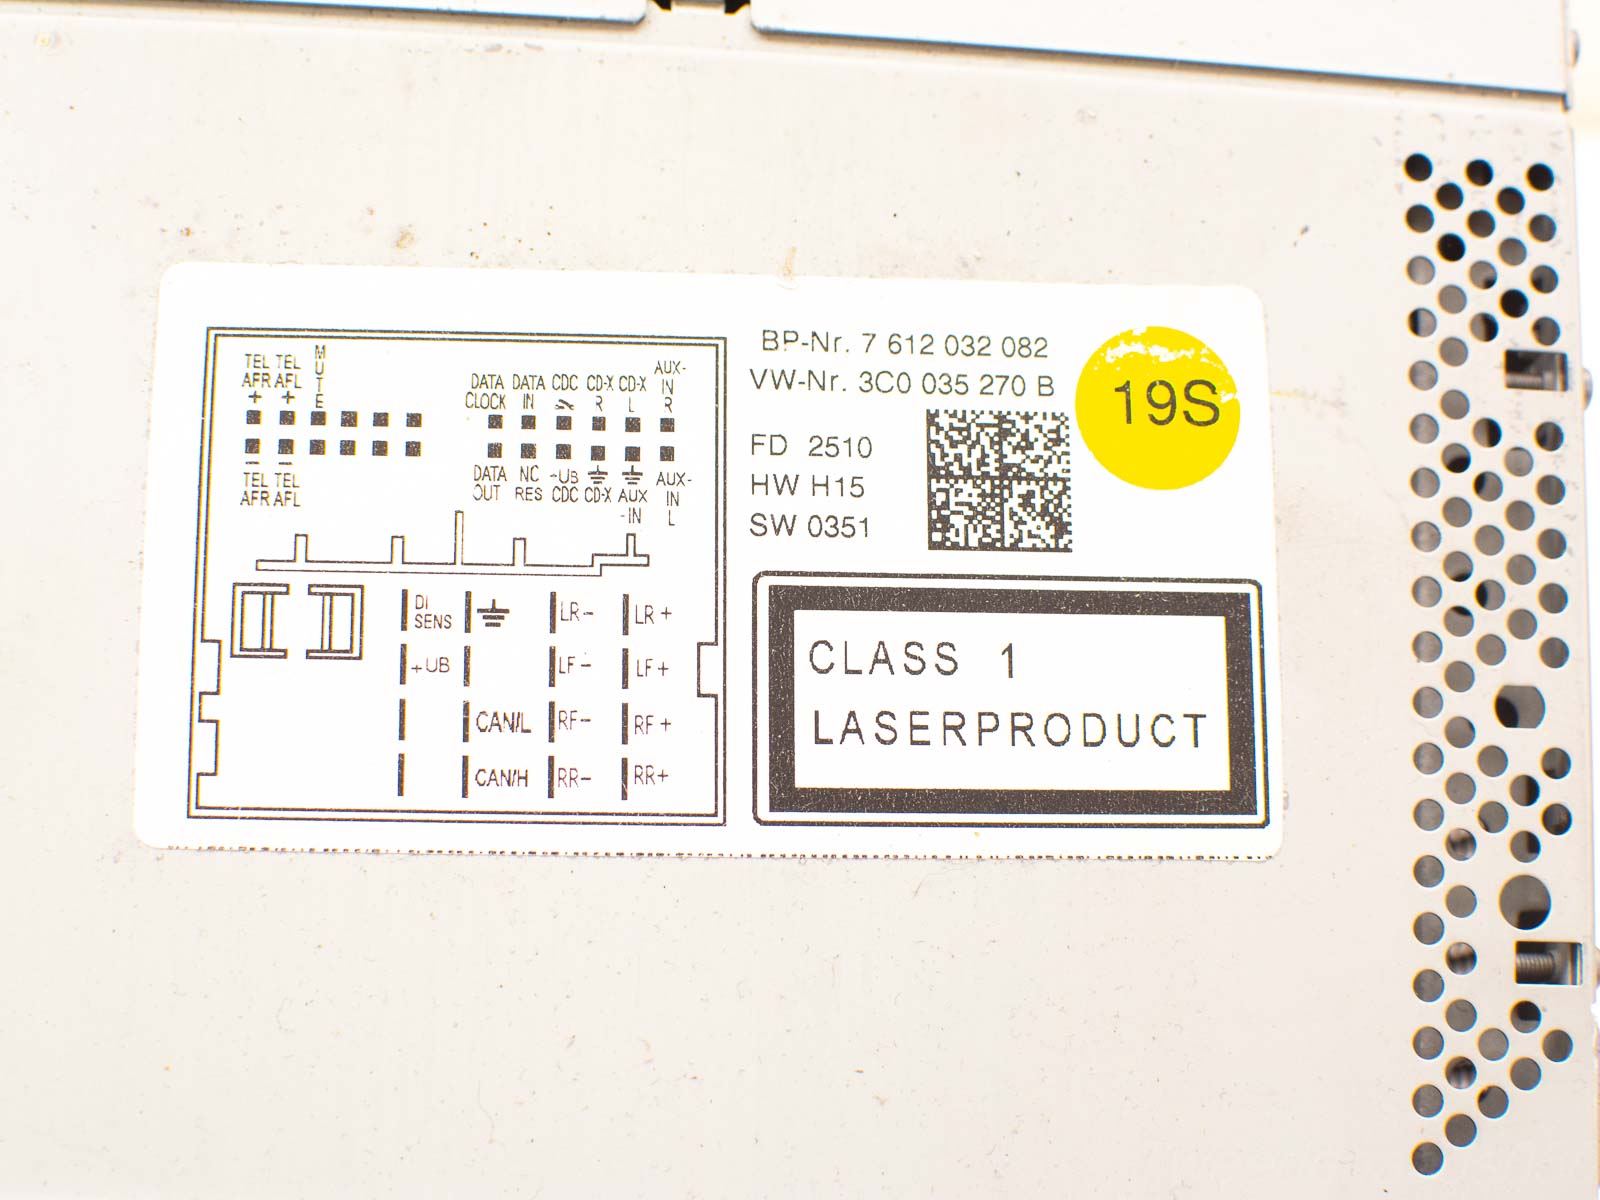 TEL TEL MUTE
AFR AFL
+ +
DATA DATA CDC CD-X CD-X AUX-
CLOCK IN R L IN
R
TEL TEL
AFR AFL
DATA NC -UB AUX-
OUT RES CDC CD-X AUX IN
-IN L
DI
SENS
LR- LR+
+UB LF- LF+
CAN/L RF- RF+
CAN/H RR- RR+
BP-Nr. 7 612 032 082
VW-Nr. 3C0 035 270 B
19S
FD 2510
HW H15
SW 0351
CLASS 1
LASERPRODUCT